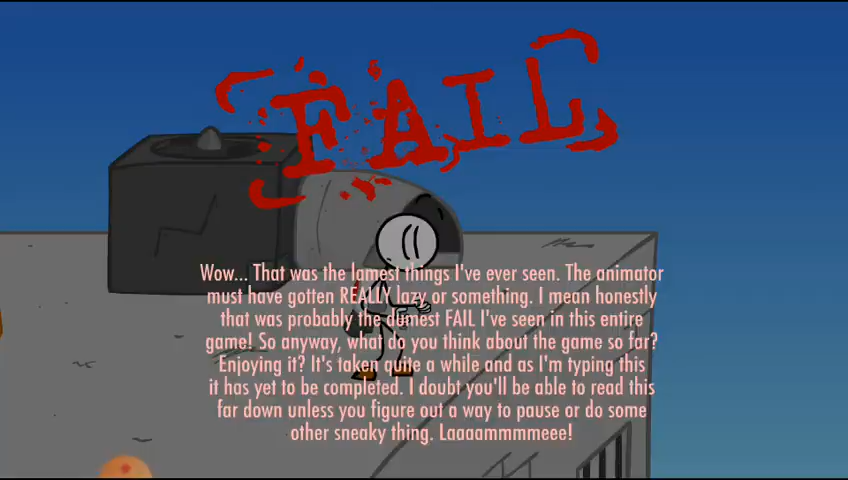 FAIL
Wow... That was the lamest things I've ever seen. The animator
must have gotten REALLY lazy or something. I mean honestly
that was probably the dumest FAIL I've seen in this entire
game! So anyway, what do you think about the game so far?
Enjoying it? It's taken quite a while and as I'm typing this
it has yet to be completed. I doubt you'll be able to read this
far down unless you figure out a way to pause or do some
other sneaky thing. Laaaammmmeee!